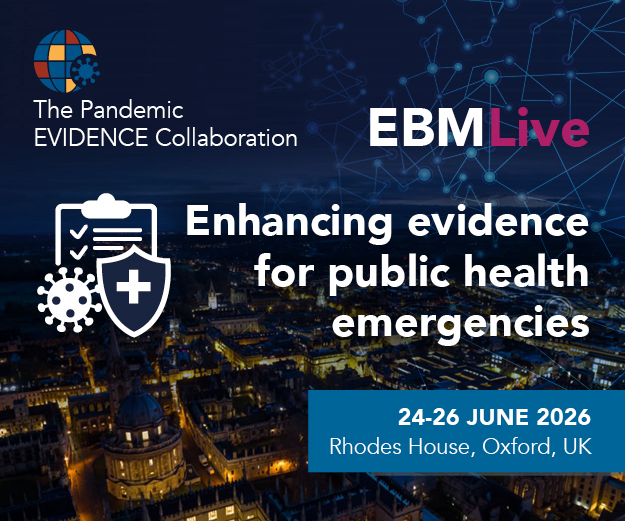 The Pandemic
EVIDENCE Collaboration
EBMLive
Enhancing evidence
for public health
emergencies
24-26 JUNE 2026
Rhodes House, Oxford, UK